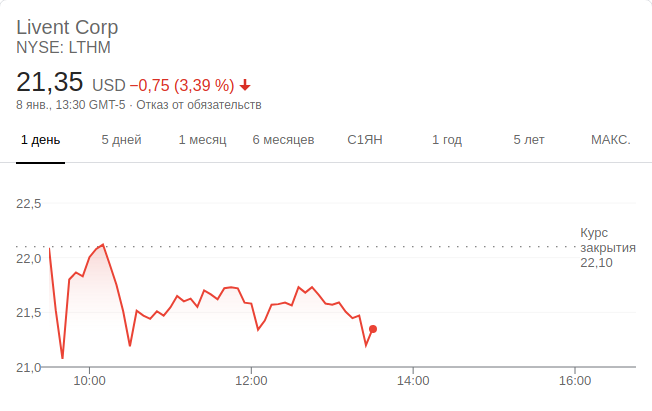 Livent Corp
NYSE: LTHM
21,35 USD −0,75 (3,39 %)
8 янв., 13:30 GMT-5 · Отказ от обязательств
1 день 5 дней 1 месяц 6 месяцев С1ЯН 1 год 5 лет МАКС.
22,5
Курс
закрытия
22,10
22,0
21,5
21,0
10:00 12:00 14:00 16:00